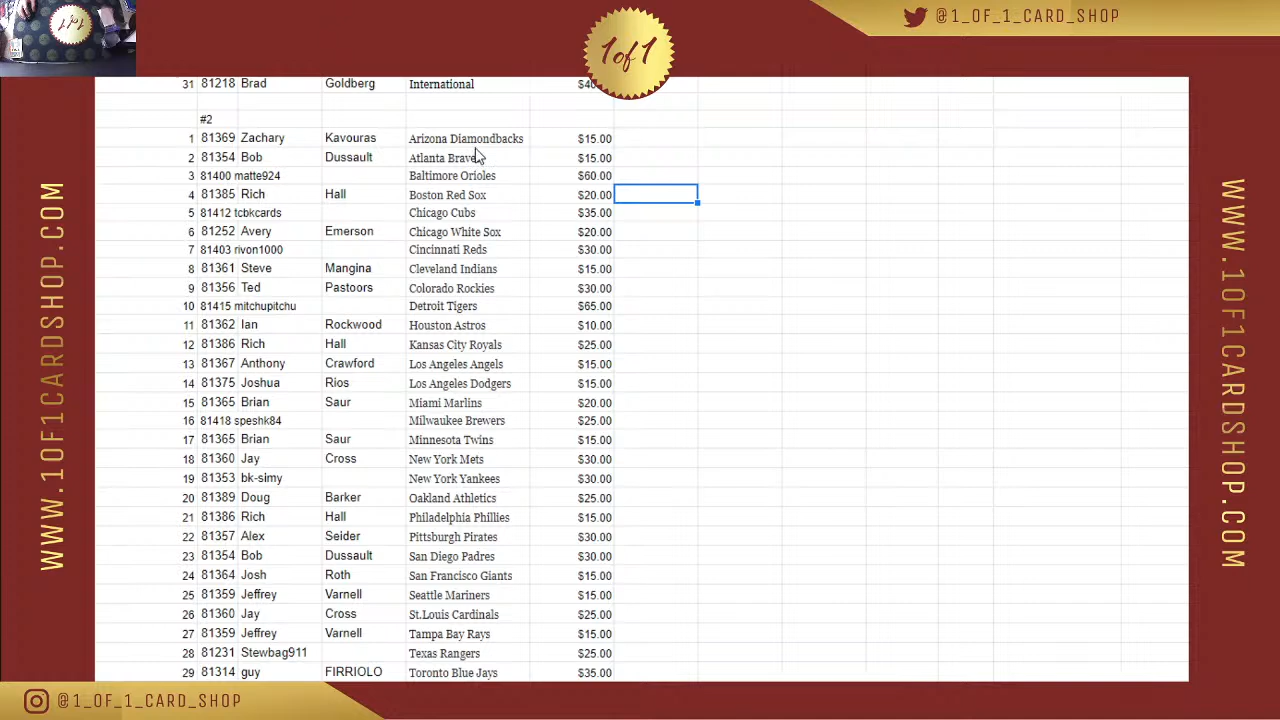 @1_OF_1_CARD_SHOP
1 of 1
31 81218 Brad Goldberg International
#2
1 81369 Zachary Kavouras Arizona Diamondbacks $15.00
2 81354 Bob Dussault Atlanta Braves $15.00
3 81400 matte924 Baltimore Orioles $60.00
4 81385 Rich Hall Boston Red Sox $20.00
5 81412 tcbkcards Chicago Cubs $35.00
6 81252 Avery Emerson Chicago White Sox $20.00
7 81403 rivon1000 Cincinnati Reds $30.00
8 81361 Steve Mangina Cleveland Indians $15.00
9 81356 Ted Pastoors Colorado Rockies $30.00
10 81415 mitchupitchu Detroit Tigers $65.00
11 81362 Ian Rockwood Houston Astros $10.00
12 81386 Rich Hall Kansas City Royals $25.00
13 81367 Anthony Crawford Los Angeles Angels $15.00
14 81375 Joshua Rios Los Angeles Dodgers $15.00
15 81365 Brian Saur Miami Marlins $20.00
16 81418 speshk84 Milwaukee Brewers $25.00
17 81365 Brian Saur Minnesota Twins $15.00
18 81360 Jay Cross New York Mets $30.00
19 81353 bk-simy New York Yankees $30.00
20 81389 Doug Barker Oakland Athletics $25.00
21 81386 Rich Hall Philadelphia Phillies $15.00
22 81357 Alex Seider Pittsburgh Pirates $30.00
23 81354 Bob Dussault San Diego Padres $30.00
24 81364 Josh Roth San Francisco Giants $15.00
25 81359 Jeffrey Varnell Seattle Mariners $15.00
26 81360 Jay Cross St.Louis Cardinals $25.00
27 81359 Jeffrey Varnell Tampa Bay Rays $15.00
28 81231 Stewbag911 Texas Rangers $25.00
29 81314 guy FIRRIOLO Toronto Blue Jays $35.00
WWW.1OF1CARDSHOP.COM
WWW.1OF1CARDSHOP.COM
@1_OF_1_CARD_SHOP